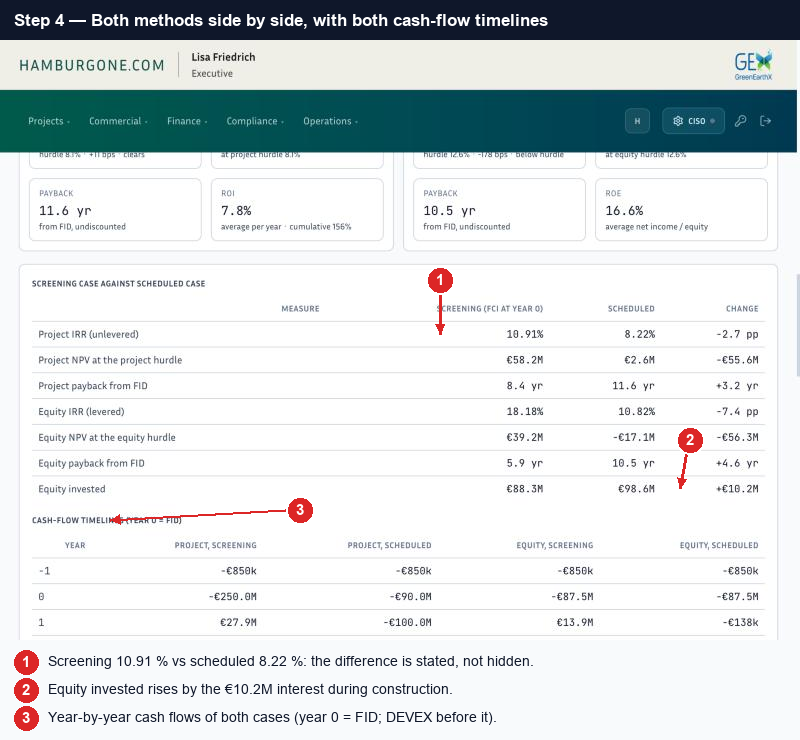 Step 4 — Both methods side by side, with both cash-flow timelines
HAMBURGONE.COM
Lisa Friedrich
Executive
GEX
GreenEarthX
Projects
Commercial
Finance
Compliance
Operations
H
CISO
hurdle 8.1% · +11 bps · clears
at project hurdle 8.1%
hurdle 12.6% · -178 bps · below hurdle
at equity hurdle 12.6%
PAYBACK
11.6 yr
from FID, undiscounted
ROI
7.8%
average per year · cumulative 156%
PAYBACK
10.5 yr
from FID, undiscounted
ROE
16.6%
average net income / equity
SCREENING CASE AGAINST SCHEDULED CASE
1
MEASURE SCREENING (FCI AT YEAR 0) SCHEDULED CHANGE
Project IRR (unlevered) 10.91% 8.22% -2.7 pp
Project NPV at the project hurdle €58.2M €2.6M -€55.6M
Project payback from FID 8.4 yr 11.6 yr +3.2 yr
Equity IRR (levered) 18.18% 10.82% -7.4 pp
Equity NPV at the equity hurdle €39.2M -€17.1M -€56.3M
2
Equity payback from FID 5.9 yr 10.5 yr +4.6 yr
Equity invested €88.3M €98.6M +€10.2M
3
CASH-FLOW TIMELINE (YEAR 0 = FID)
YEAR PROJECT, SCREENING PROJECT, SCHEDULED EQUITY, SCREENING EQUITY, SCHEDULED
-1 -€850k -€850k -€850k -€850k
0 -€250.0M -€90.0M -€87.5M -€87.5M
1 €27.9M -€100.0M €13.9M -€138k
1 Screening 10.91 % vs scheduled 8.22 %: the difference is stated, not hidden.
2 Equity invested rises by the €10.2M interest during construction.
3 Year-by-year cash flows of both cases (year 0 = FID; DEVEX before it).